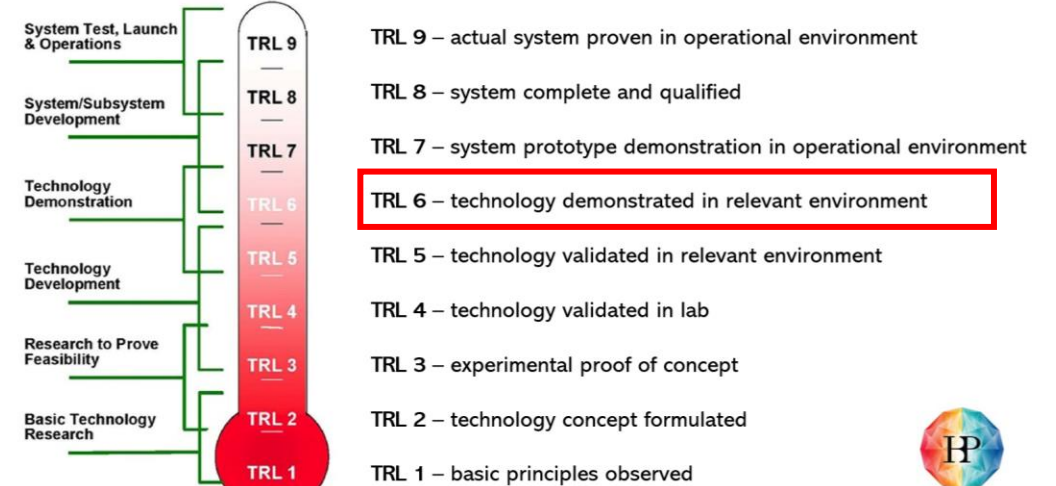 System Test, Launch
& Operations
System/Subsystem
Development
Technology
Demonstration
Technology
Development
Research to Prove
Feasibility
Basic Technology
Research
TRL 9
TRL 8
TRL 7
TRL 6
TRL 5
TRL 4
TRL 3
TRL 2
TRL 1
TRL 9 – actual system proven in operational environment
TRL 8 – system complete and qualified
TRL 7 – system prototype demonstration in operational environment
TRL 6 – technology demonstrated in relevant environment
TRL 5 – technology validated in relevant environment
TRL 4 – technology validated in lab
TRL 3 – experimental proof of concept
TRL 2 – technology concept formulated
TRL 1 – basic principles observed
HP